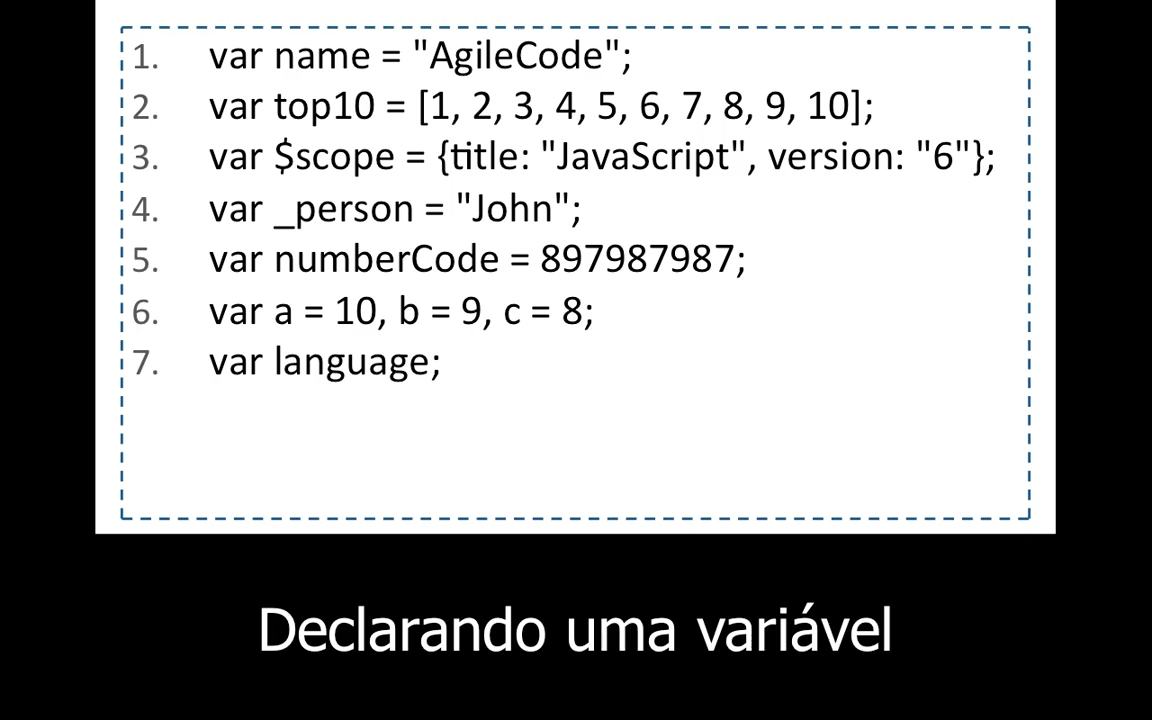 1. var name = "AgileCode";
2. var top10 = [1, 2, 3, 4, 5, 6, 7, 8, 9, 10];
3. var $scope = {title: "JavaScript", version: "6"};
4. var _person = "John";
5. var numberCode = 897987987;
6. var a = 10, b = 9, c = 8;
7. var language;
Declarando uma variável